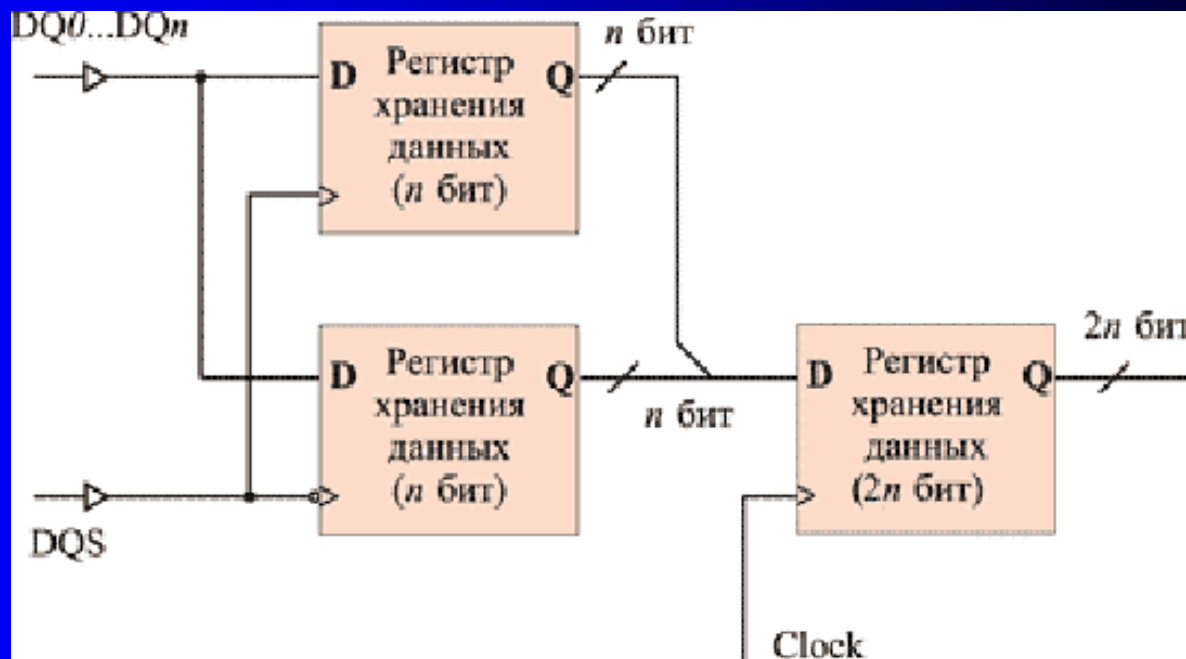 DQ0...DQn
n бит
D
Регистр
хранения
данных
(n бит)
Q
D
Регистр
хранения
данных
(n бит)
Q
n бит
D
Регистр
хранения
данных
(2n бит)
Q
2n бит
DQS
Clock